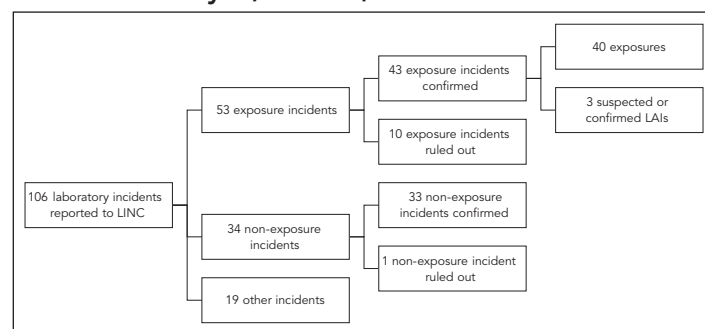 106 laboratory incidents
reported to LINC
53 exposure incidents
43 exposure incidents
confirmed
40 exposures
3 suspected or
confirmed LAIs
10 exposure incidents
ruled out
34 non-exposure
incidents
33 non-exposure
incidents confirmed
1 non-exposure incident
ruled out
19 other incidents